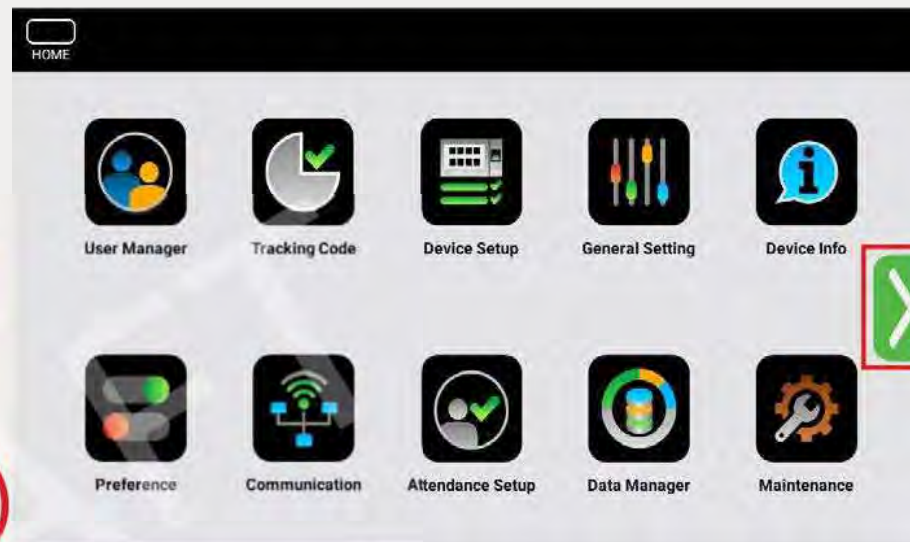 HOME
User Manager Tracking Code Device Setup General Setting Device Info
Preference Communication Attendance Setup Data Manager Maintenance